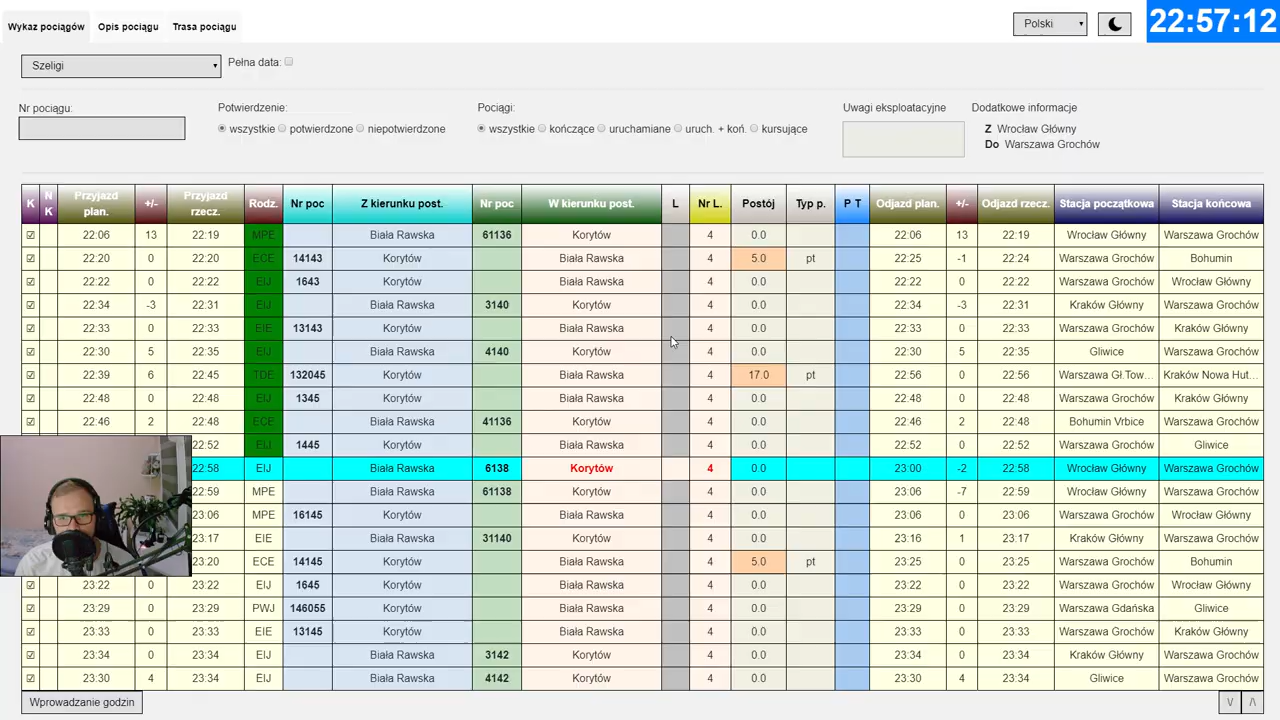 Wykaz pociągów Opis pociągu Trasa pociągu Polski 22:57:12
Szeligi Pełna data:
Nr pociągu: Potwierdzenie: Pociągi: Uwagi eksploatacyjne Dodatkowe informacje
wszystkie potwierdzone niepotwierdzone wszystkie kończące uruchamiane uruch. + koń. kursujące Z Wrocław Główny
Do Warszawa Grochów
K N K Przyjazd plan. +/- Przyjazd rzecz. Rodz. Nr poc Z kierunku post. Nr poc W kierunku post. L Nr L. Postój Typ p. P T Odjazd plan. +/- Odjazd rzecz. Stacja początkowa Stacja końcowa
22:06 13 22:19 MPE Biała Rawska 61136 Korytów 4 0.0 22:06 13 22:19 Wrocław Główny Warszawa Grochów
22:20 0 22:20 ECE 14143 Korytów Biała Rawska 4 5.0 pt 22:25 -1 22:24 Warszawa Grochów Bohumin
22:22 0 22:22 EIJ 1643 Korytów Biała Rawska 4 0.0 22:22 0 22:22 Warszawa Grochów Wrocław Główny
22:34 -3 22:31 EIJ Biała Rawska 3140 Korytów 4 0.0 22:34 -3 22:31 Kraków Główny Warszawa Grochów
22:33 0 22:33 EIE 13143 Korytów Biała Rawska 4 0.0 22:33 0 22:33 Warszawa Grochów Kraków Główny
22:30 5 22:35 EIJ Biała Rawska 4140 Korytów 4 0.0 22:30 5 22:35 Gliwice Warszawa Grochów
22:39 6 22:45 TDE 132045 Korytów Biała Rawska 4 17.0 pt 22:56 0 22:56 Warszawa Gł.Tow... Kraków Nowa Hut...
22:48 0 22:48 EIJ 1345 Korytów Biała Rawska 4 0.0 22:48 0 22:48 Warszawa Grochów Kraków Główny
22:46 2 22:48 ECE 41136 Biała Rawska Korytów 4 0.0 22:46 2 22:48 Bohumin Vrbice Warszawa Grochów
22:52 EIJ 1445 Korytów Biała Rawska 4 0.0 22:52 0 22:52 Warszawa Grochów Gliwice
22:58 EIJ Biała Rawska 6138 Korytów 4 0.0 23:00 -2 22:58 Wrocław Główny Warszawa Grochów
22:59 MPE Biała Rawska 61138 Korytów 4 0.0 23:06 -7 22:59 Wrocław Główny Warszawa Grochów
23:06 MPE 16145 Korytów Biała Rawska 4 0.0 23:06 0 23:06 Warszawa Grochów Wrocław Główny
23:17 EIE Biała Rawska 31140 Korytów 4 0.0 23:16 0 23:17 Kraków Główny Warszawa Grochów
23:20 ECE 14145 Korytów Biała Rawska 4 5.0 pt 23:25 0 23:25 Warszawa Grochów Bohumin
23:22 0 23:22 EIJ 1645 Korytów Biała Rawska 4 0.0 23:22 0 23:22 Warszawa Grochów Wrocław Główny
23:29 0 23:29 PWJ 146055 Korytów Biała Rawska 4 0.0 23:29 0 23:29 Warszawa Gdańska Gliwice
23:33 0 23:33 EIE 13145 Korytów Biała Rawska 4 0.0 23:33 0 23:33 Warszawa Grochów Kraków Główny
23:34 0 23:34 EIJ Biała Rawska 3142 Korytów 4 0.0 23:34 0 23:34 Kraków Główny Warszawa Grochów
23:30 4 23:34 EIJ Biała Rawska 4142 Korytów 4 0.0 23:30 4 23:34 Gliwice Warszawa Grochów
Wprowadzanie godzin \/ /\